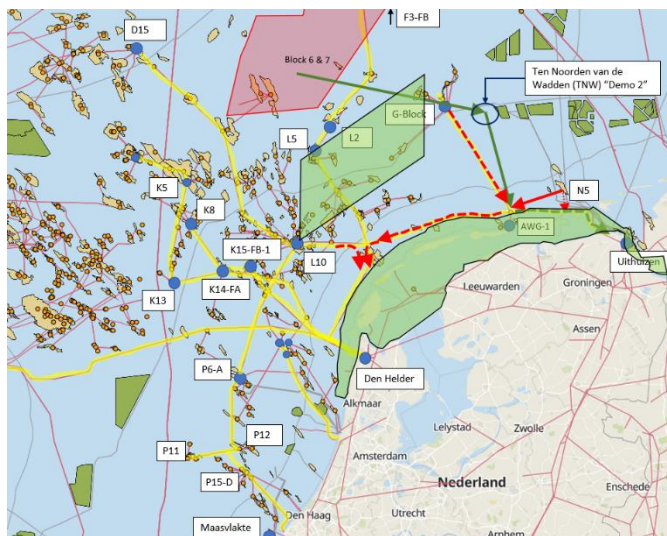 F3-FB
D15
Block 6 & 7
Ten Noorden van de
Wadden (TNW) "Demo 2"
G-Block
L2
L5
K5
N5
K8
AWG-1
K15-FB-1
L10
Uithuizen
K13
K14-FA
Leeuwarden
Groningen
Assen
P6-A
Den Helder
Alkmaar
P12
Lelystad
Zwolle
P11
Amsterdam
P15-D
Nederland
Enschede
Den Haag
Utrecht
Maasvlakte
Arnhem